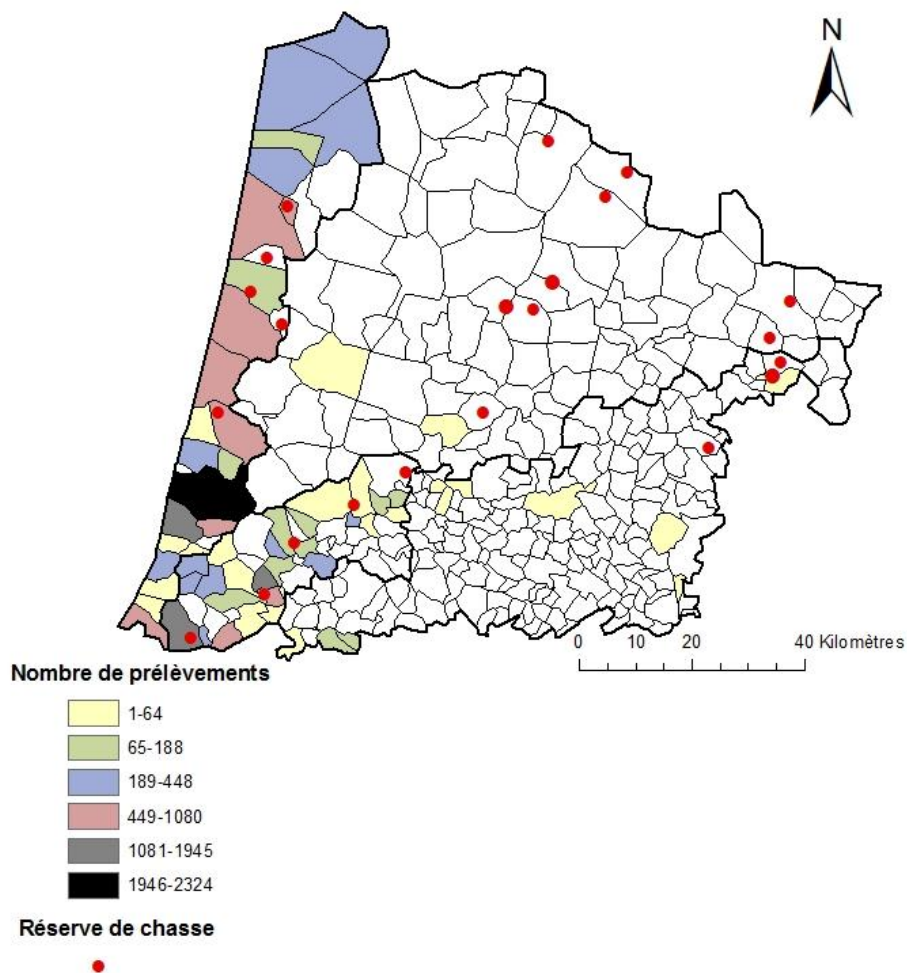 N
0 10 20 40 Kilomètres
Nombre de prélèvements
1-64
65-188
189-448
449-1080
1081-1945
1946-2324
Réserve de chasse